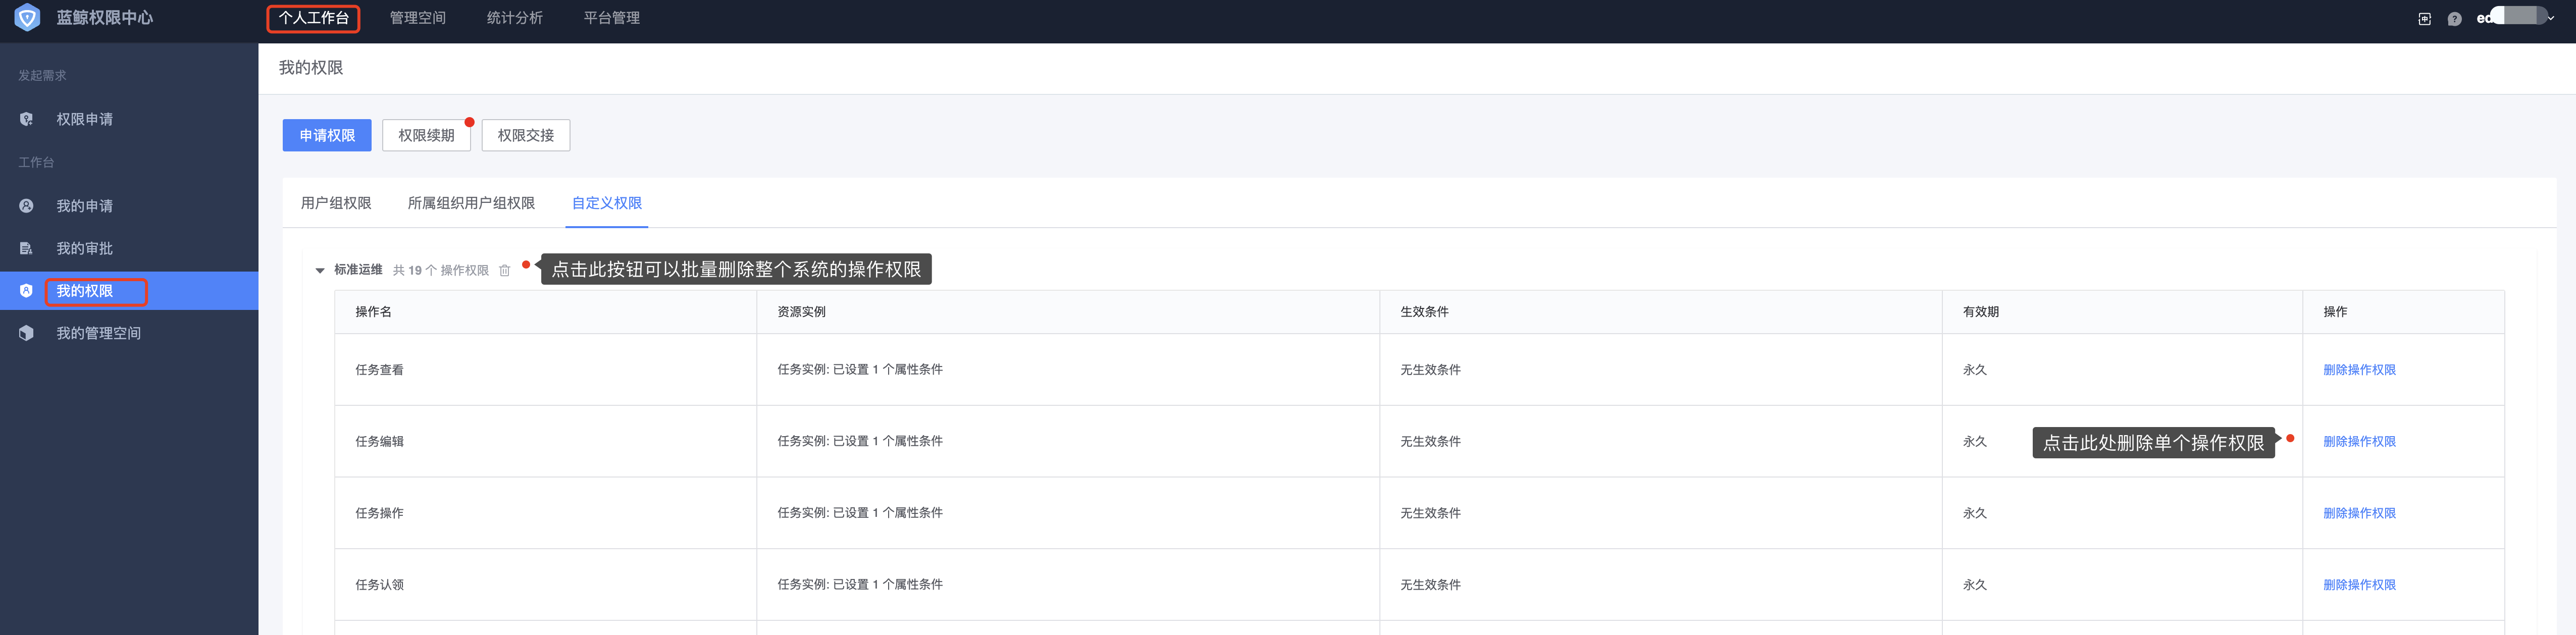 蓝鲸权限中心
个人工作台 管理空间 统计分析 平台管理
发起需求
权限申请
工作台
我的申请
我的审批
我的权限
我的管理空间
我的权限
申请权限 权限续期 权限交接
用户组权限 所属组织用户组权限 自定义权限
标准运维 共 19 个 操作权限 点击此按钮可以批量删除整个系统的操作权限
操作名 资源实例 生效条件 有效期 操作
任务查看 任务实例: 已设置 1 个属性条件 无生效条件 永久 删除操作权限
任务编辑 任务实例: 已设置 1 个属性条件 无生效条件 永久 点击此处删除单个操作权限 删除操作权限
任务操作 任务实例: 已设置 1 个属性条件 无生效条件 永久 删除操作权限
任务认领 任务实例: 已设置 1 个属性条件 无生效条件 永久 删除操作权限